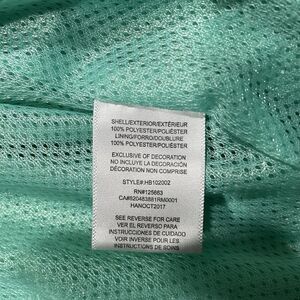 SHELL/EXTERIOR/EXTÉRIEUR
100% POLYESTER/POLIÉSTER
LINING/FORRO/DOUBLURE
100% POLYESTER/POLIÉSTER
EXCLUSIVE OF DECORATION
NO INCLUYE LA DECORACIÓN
DÉCORATION NON COMPRISE
STYLE#:HB102002
RN#125663
CA#820483881RM0001
HANOCT2017
SEE REVERSE FOR CARE
VER EL REVERSO PARA
INSTRUCCIONES DE CUIDADO
VOIR INVERSE POUR LES
INSTRUCTIONS DE SOINS